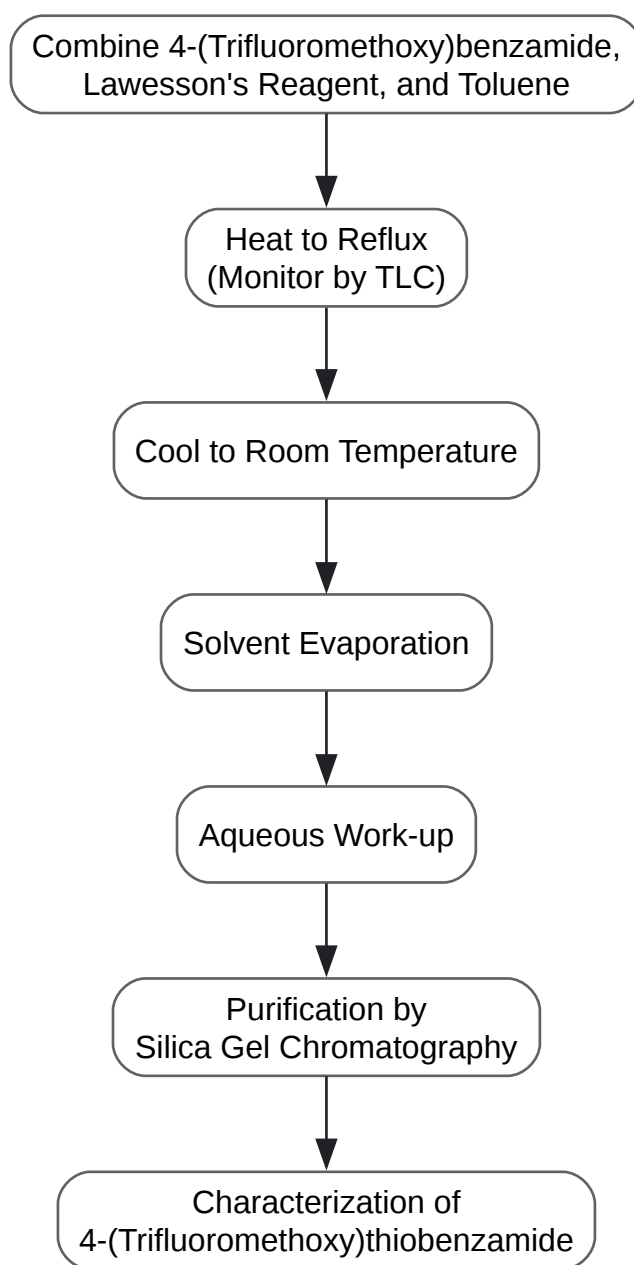 Combine 4-(Trifluoromethoxy)benzamide,
Lawesson's Reagent, and Toluene
Heat to Reflux
(Monitor by TLC)
Cool to Room Temperature
Solvent Evaporation
Aqueous Work-up
Purification by
Silica Gel Chromatography
Characterization of
4-(Trifluoromethoxy)thiobenzamide